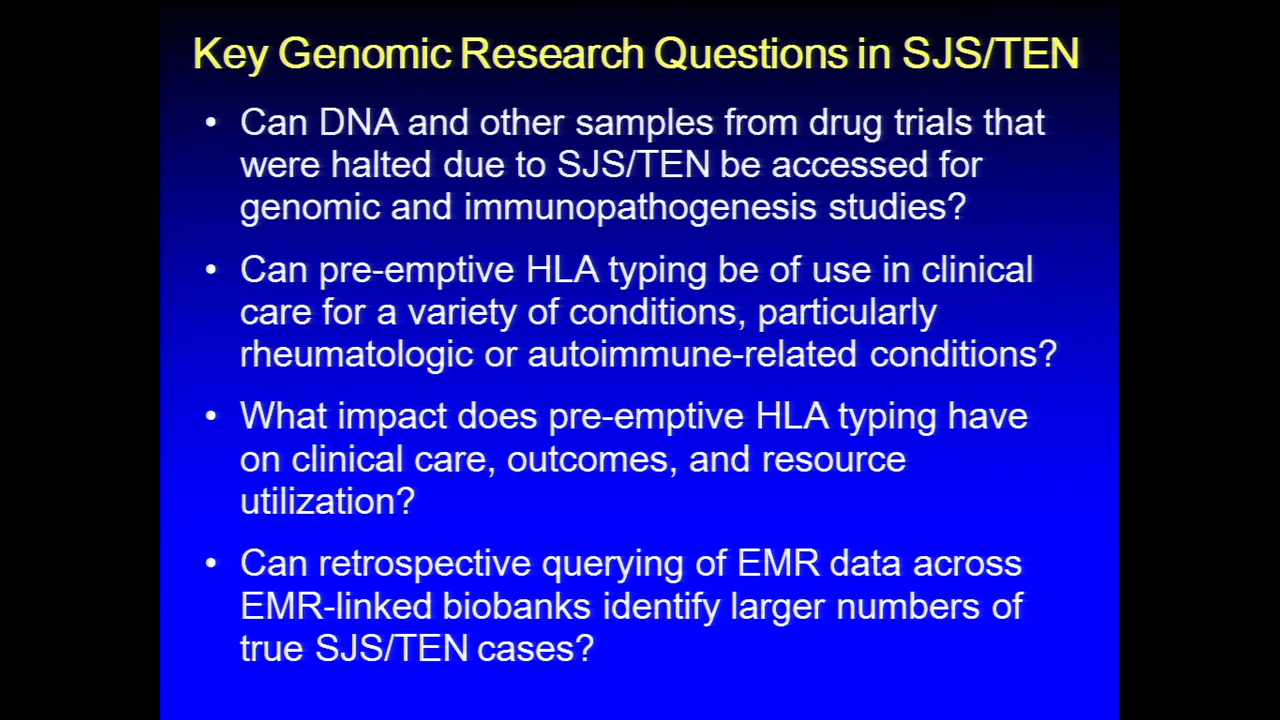 Key Genomic Research Questions in SJS/TEN
• Can DNA and other samples from drug trials that
were halted due to SJS/TEN be accessed for
genomic and immunopathogenesis studies?
• Can pre-emptive HLA typing be of use in clinical
care for a variety of conditions, particularly
rheumatologic or autoimmune-related conditions?
• What impact does pre-emptive HLA typing have
on clinical care, outcomes, and resource
utilization?
• Can retrospective querying of EMR data across
EMR-linked biobanks identify larger numbers of
true SJS/TEN cases?